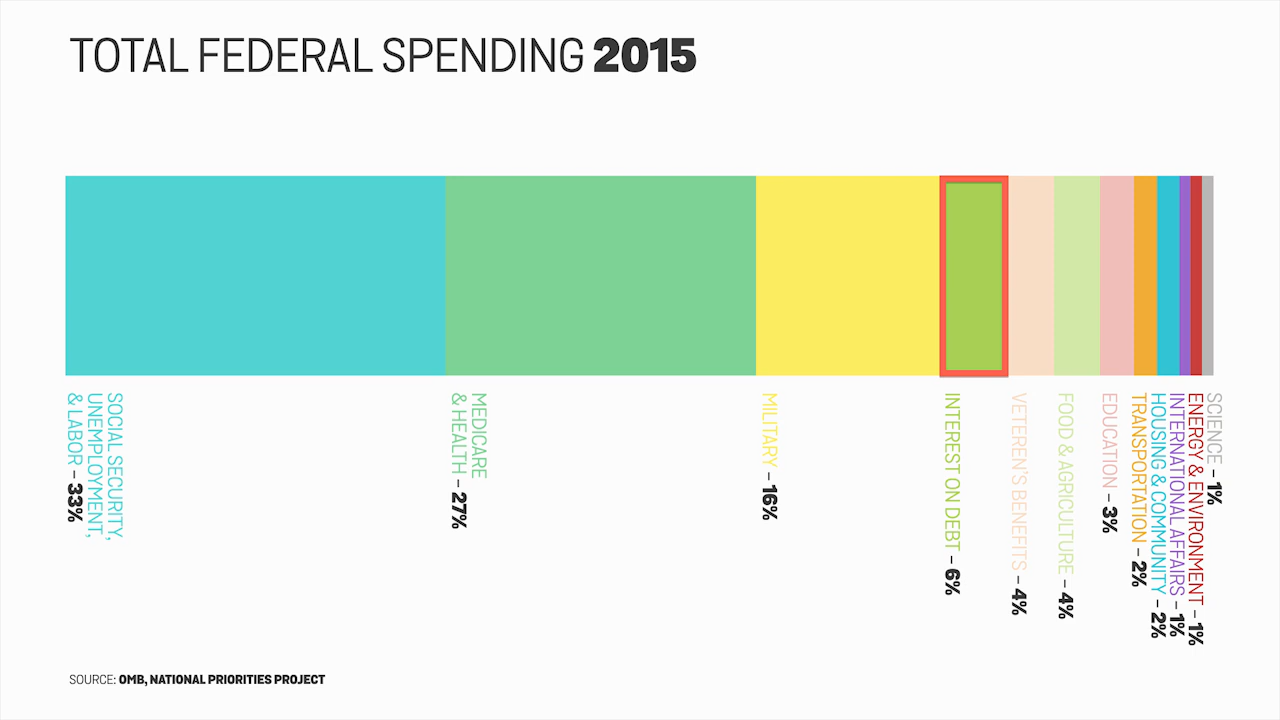 TOTAL FEDERAL SPENDING 2015
SOCIAL SECURITY,
UNEMPLOYMENT,
& LABOR – 33%
MEDICARE
& HEALTH – 27%
MILITARY – 16%
INTEREST ON DEBT – 6%
VETEREN'S BENEFITS – 4%
FOOD & AGRICULTURE – 4%
EDUCATION – 3%
TRANSPORTATION – 2%
HOUSING & COMMUNITY – 2%
INTERNATIONAL AFFAIRS – 1%
ENERGY & ENVIRONMENT – 1%
SCIENCE – 1%
SOURCE: OMB, NATIONAL PRIORITIES PROJECT